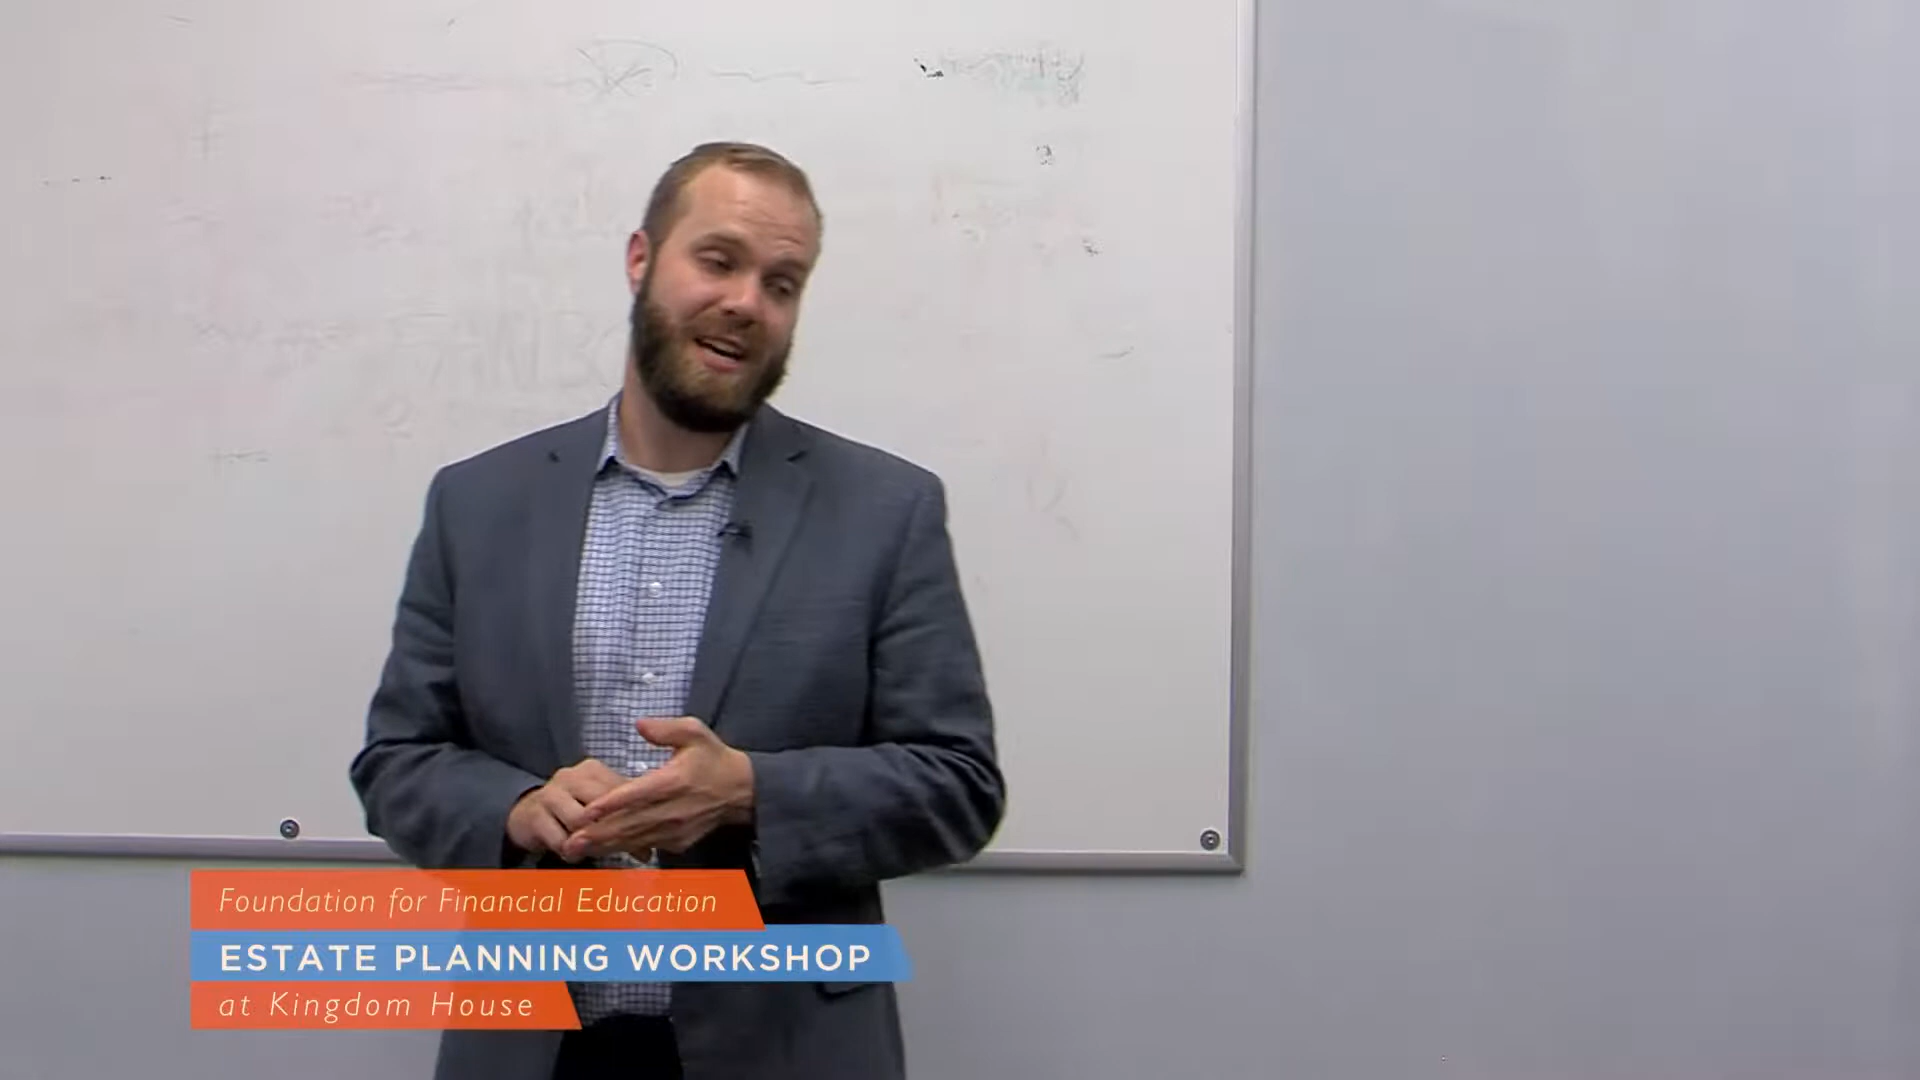 Foundation for Financial Education
ESTATE PLANNING WORKSHOP
at Kingdom House